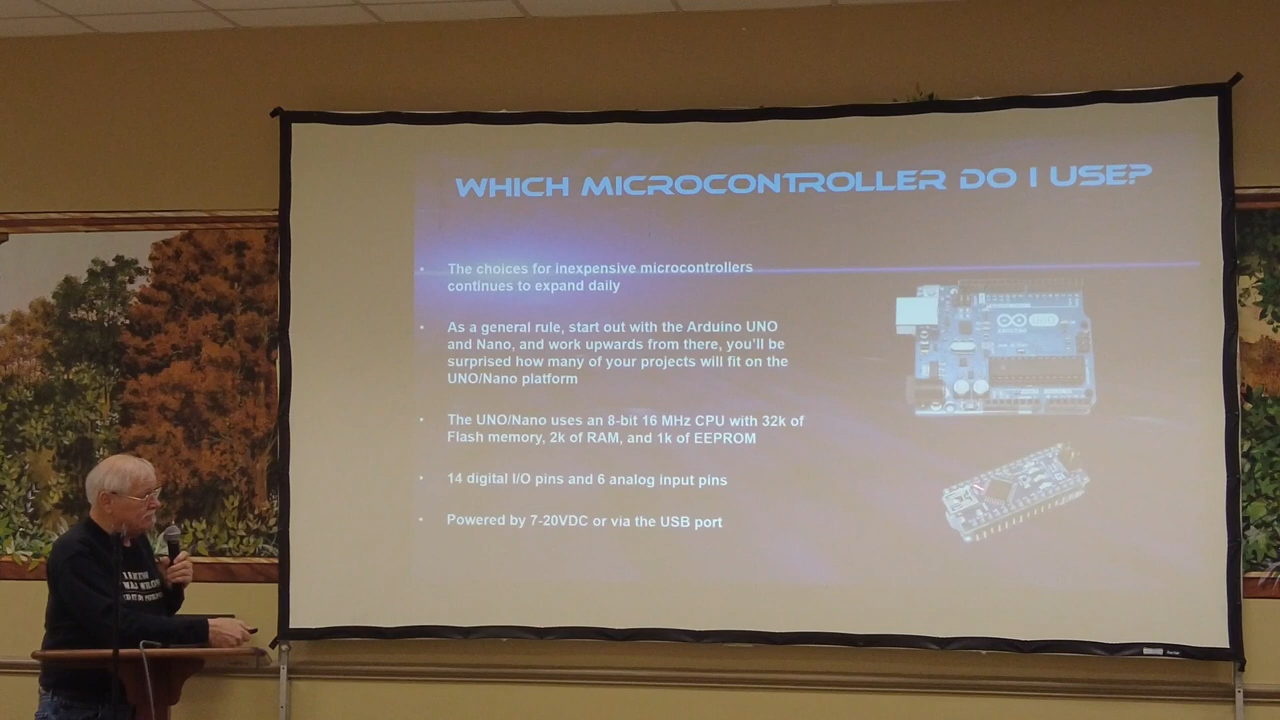 WHICH MICROCONTROLLER DO I USE?
• The choices for inexpensive microcontrollers
continues to expand daily
• As a general rule, start out with the Arduino UNO
and Nano, and work upwards from there, you'll be
surprised how many of your projects will fit on the
UNO/Nano platform
• The UNO/Nano uses an 8-bit 16 MHz CPU with 32k of
Flash memory, 2k of RAM, and 1k of EEPROM
• 14 digital I/O pins and 6 analog input pins
• Powered by 7-20VDC or via the USB port
UNO
ARDUINO